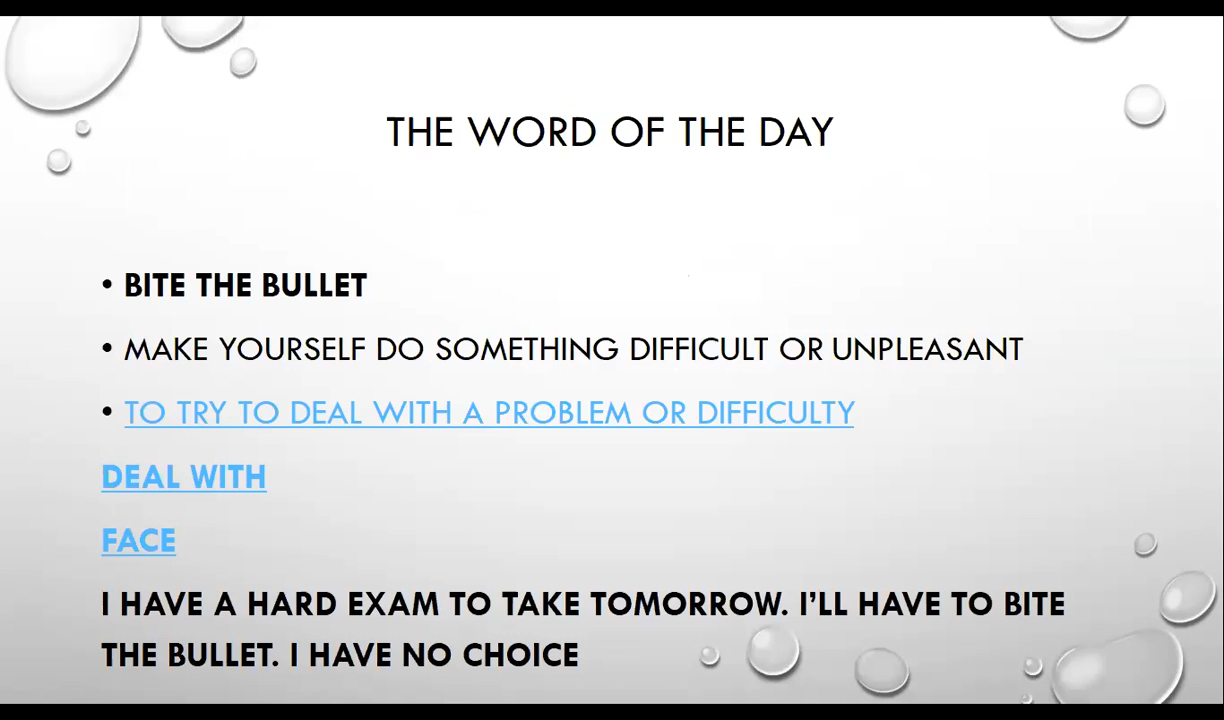 THE WORD OF THE DAY
• BITE THE BULLET
• MAKE YOURSELF DO SOMETHING DIFFICULT OR UNPLEASANT
• TO TRY TO DEAL WITH A PROBLEM OR DIFFICULTY
DEAL WITH
FACE
I HAVE A HARD EXAM TO TAKE TOMORROW. I’LL HAVE TO BITE
THE BULLET. I HAVE NO CHOICE